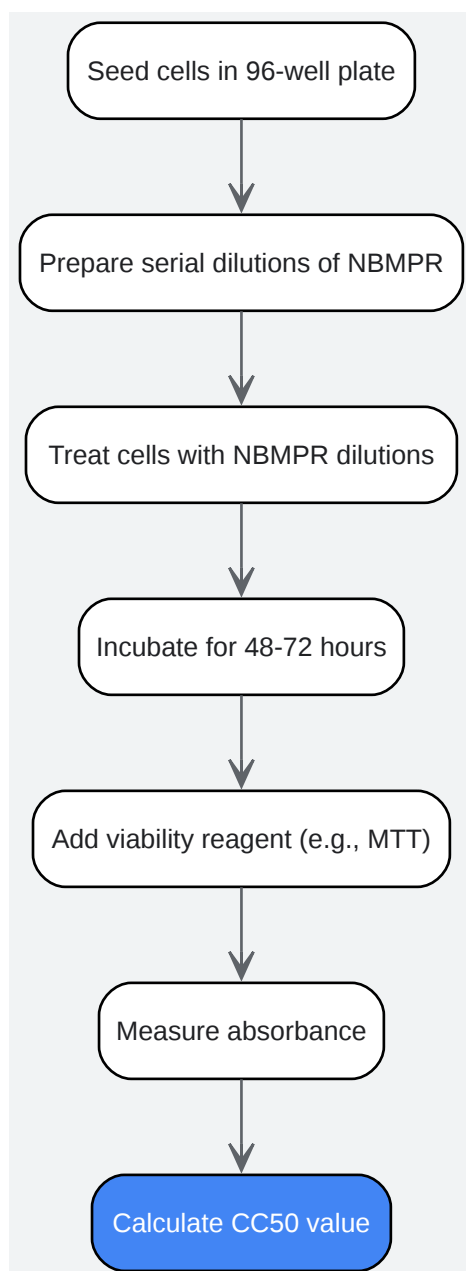 Seed cells in 96-well plate
Prepare serial dilutions of NBMPR
Treat cells with NBMPR dilutions
Incubate for 48-72 hours
Add viability reagent (e.g., MTT)
Measure absorbance
Calculate CC50 value